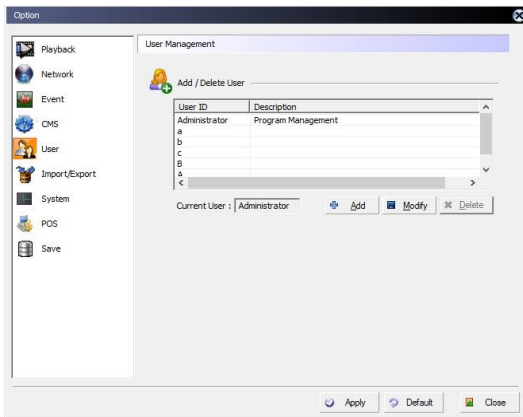 Option
Playback
Network
Event
CMS
User
Import/Export
System
POS
Save
User Management
Add / Delete User
User ID Description
Administrator Program Management
a
b
c
B
A
Current User : Administrator Add Modify Delete
Apply Default Close